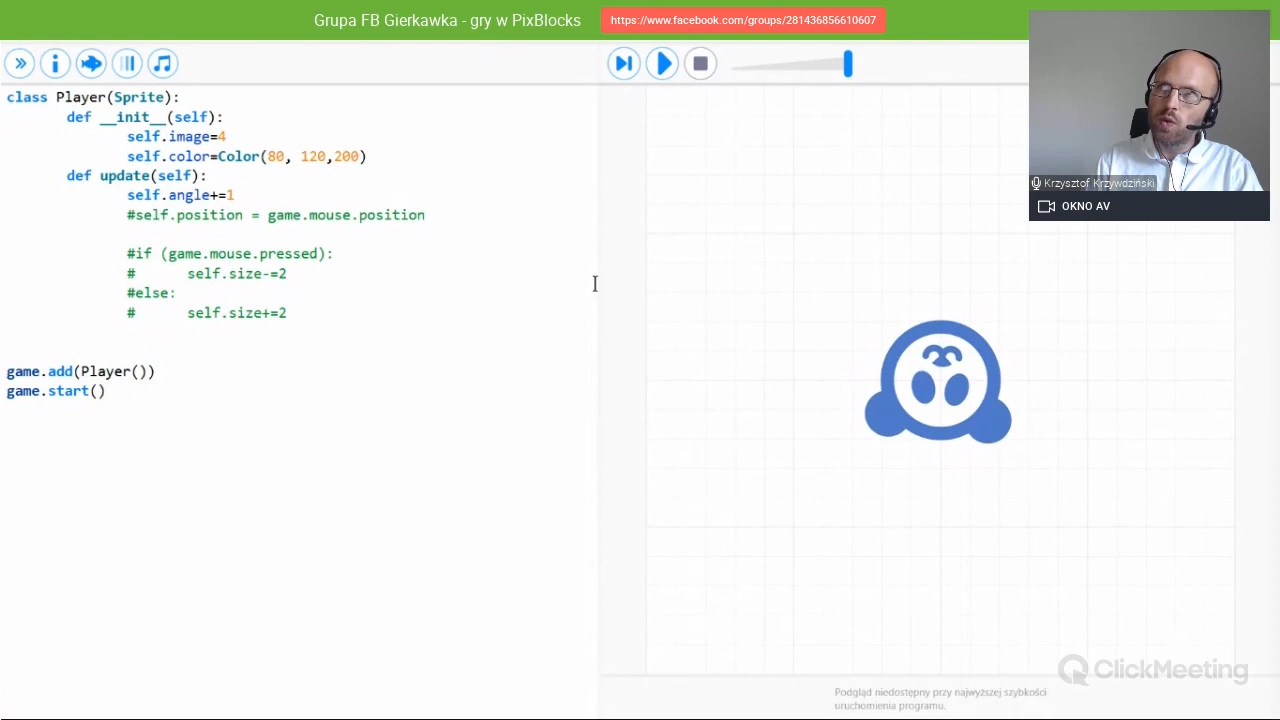 Grupa FB Gierkawka - gry w PixBlocks
https://www.facebook.com/groups/281436856610607
class Player(Sprite):
def __init__(self):
self.image=4
self.color=Color(80, 120,200)
def update(self):
self.angle+=1
#self.position = game.mouse.position
#if (game.mouse.pressed):
# self.size-=2
#else:
# self.size+=2
game.add(Player())
game.start()
Krzysztof Krzywdziński
OKNO AV
ClickMeeting
Podgląd niedostępny przy najwyższej szybkości
uruchomienia programu.